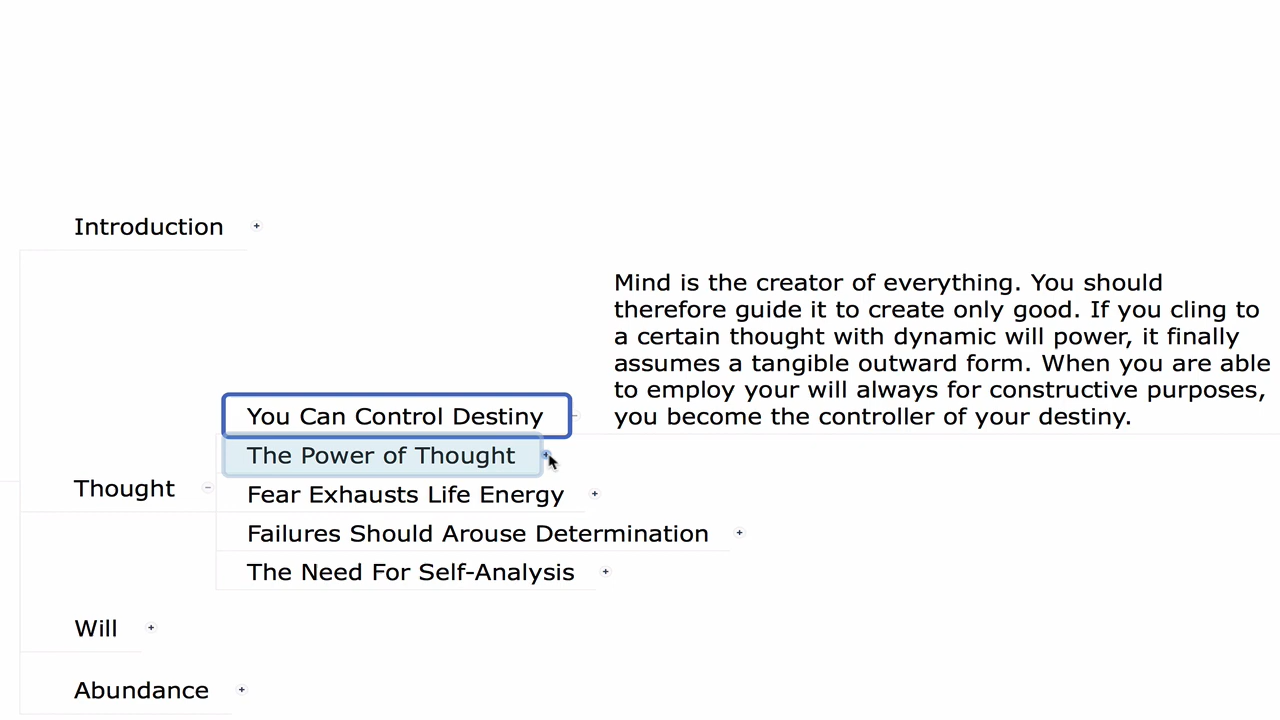 Introduction
Mind is the creator of everything. You should
therefore guide it to create only good. If you cling to
a certain thought with dynamic will power, it finally
assumes a tangible outward form. When you are able
to employ your will always for constructive purposes,
you become the controller of your destiny.
You Can Control Destiny
The Power of Thought
Thought
Fear Exhausts Life Energy
Failures Should Arouse Determination
The Need For Self-Analysis
Will
Abundance